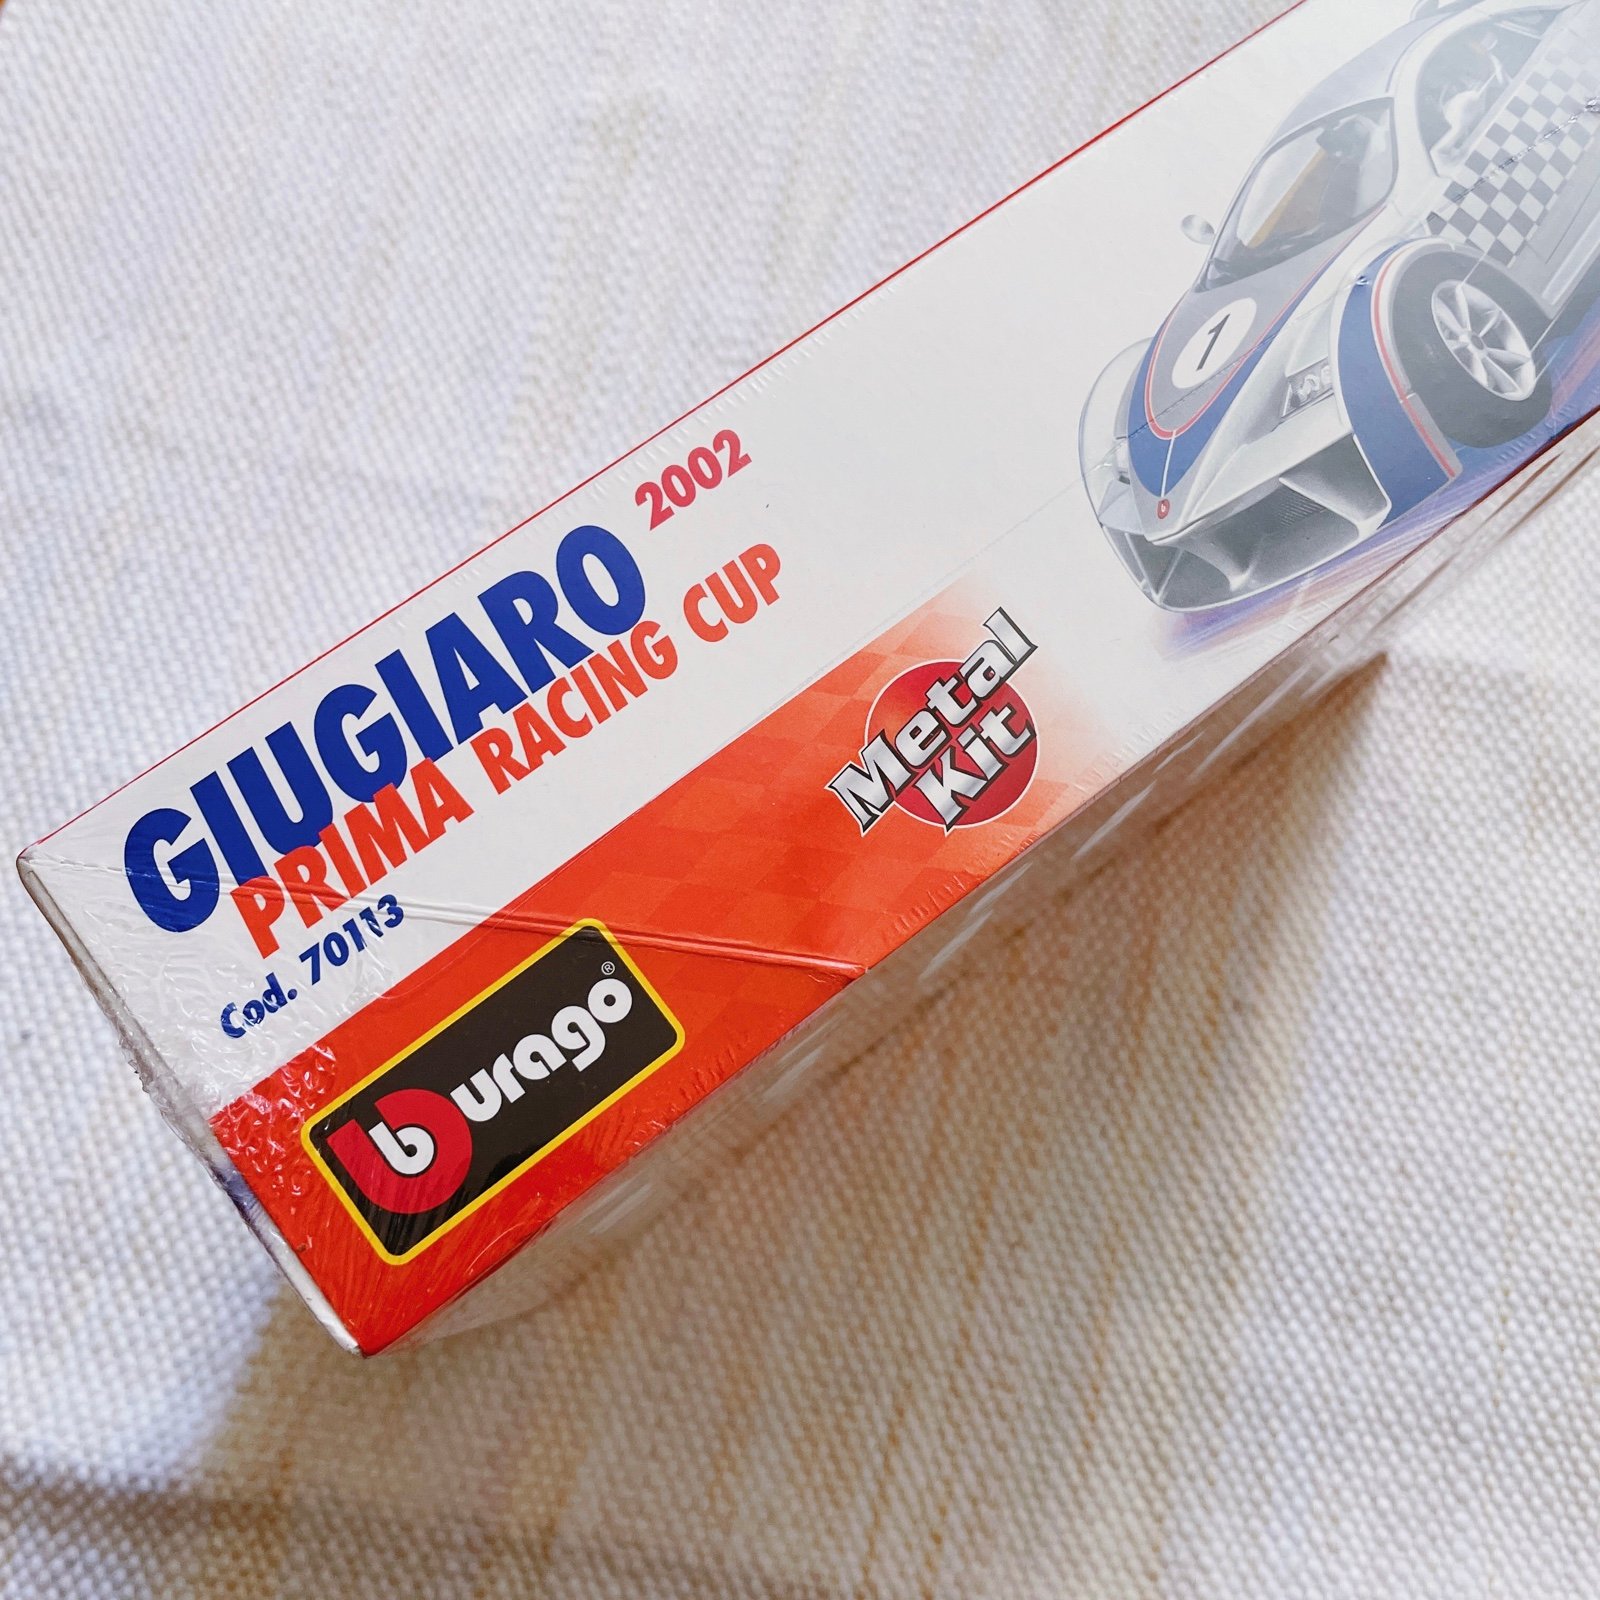 GIUGIARO 2002
PRIMA RACING CUP
Cod. 70113
burago®
Metal
Kit
1